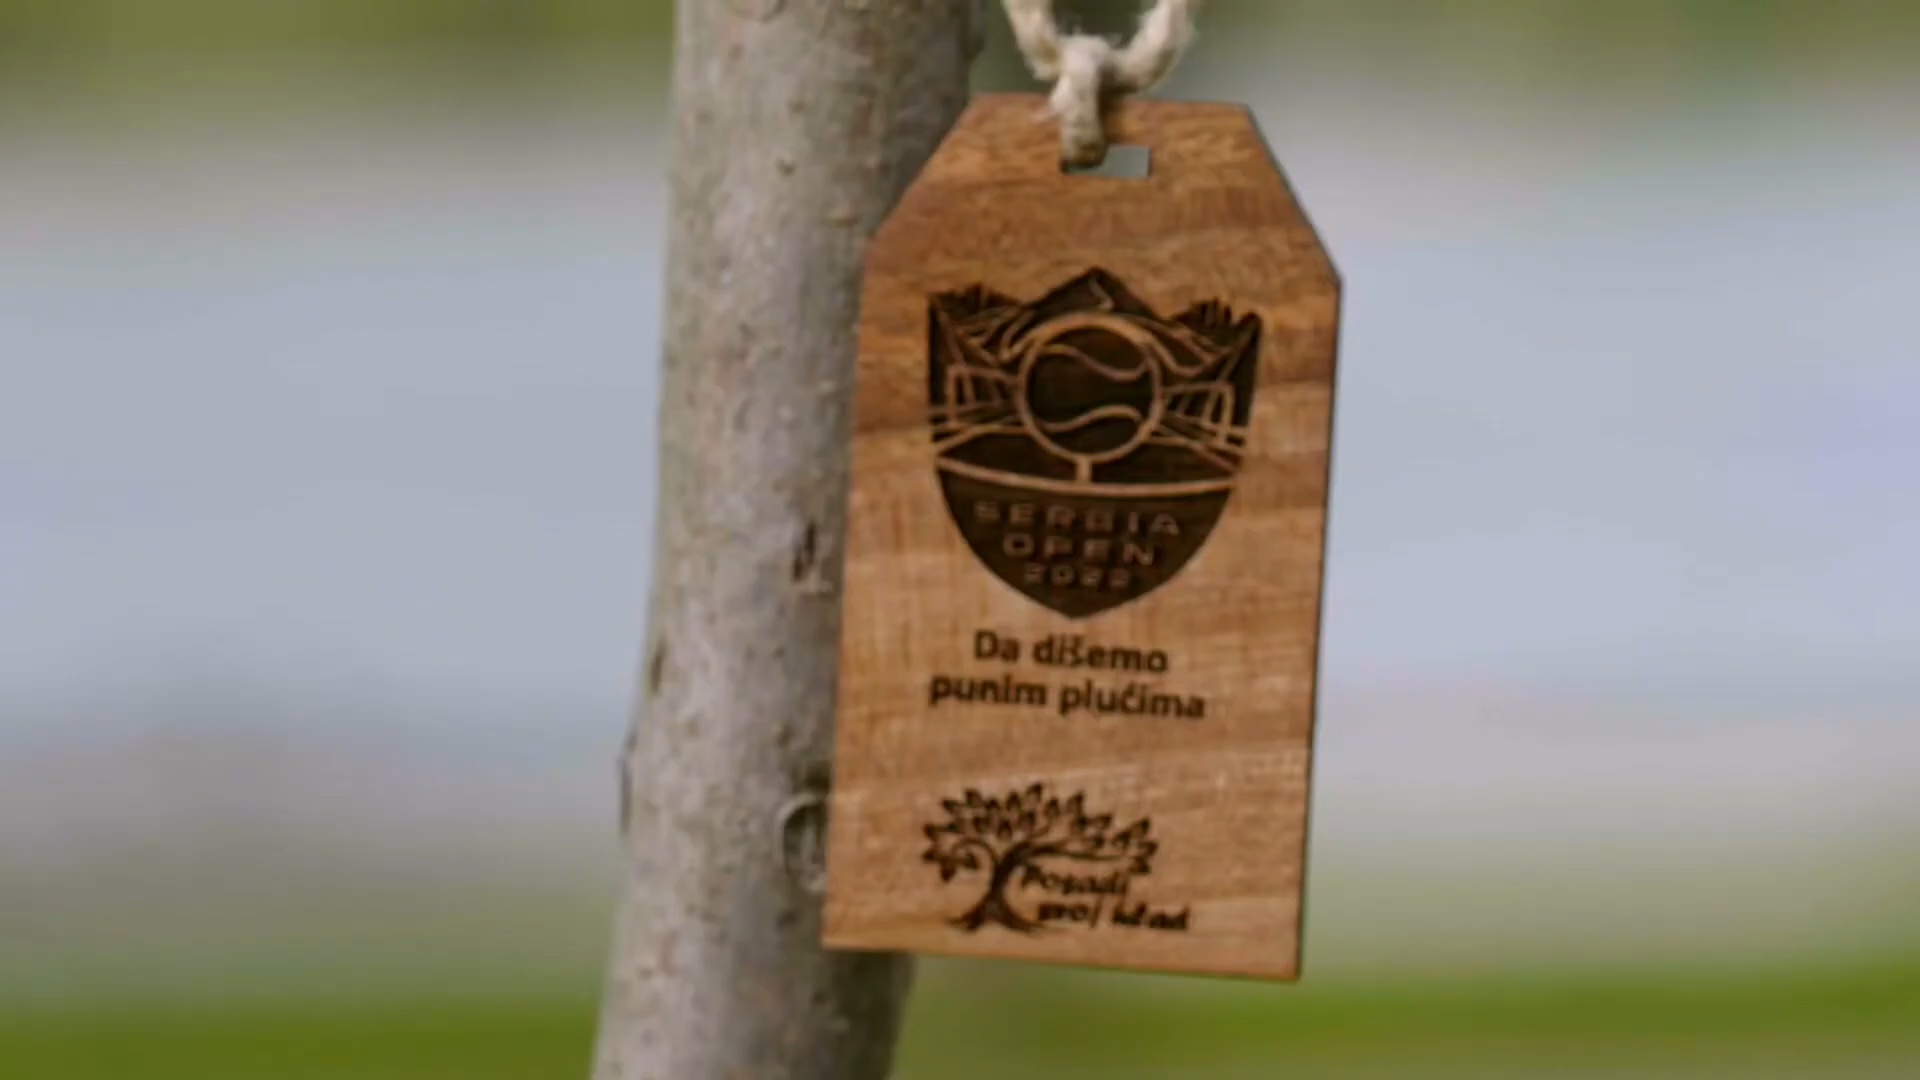 SERBIA
OPEN
2022
Da dišemo
punim plućima
Posadi
svoj hlad